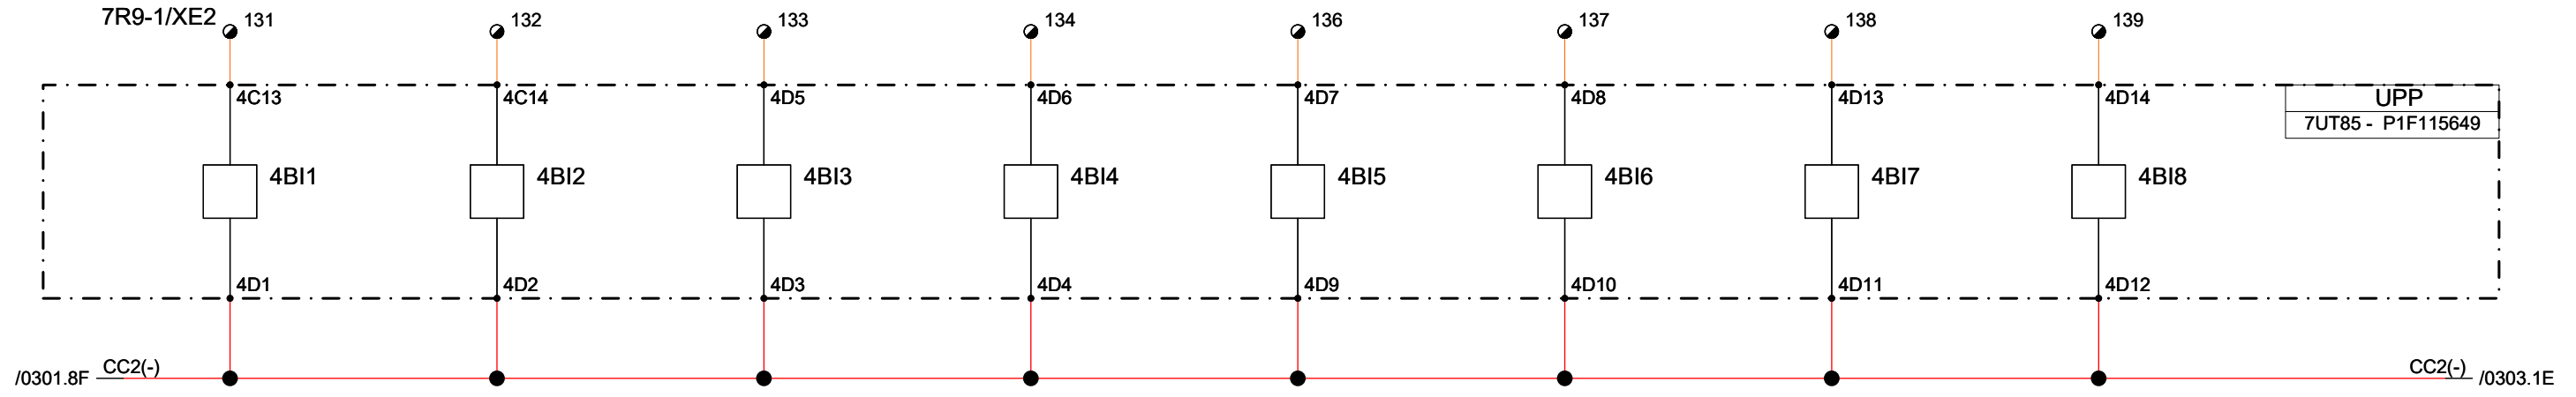 7R9-1/XE2
131 132 133 134 136 137 138 139
4C13 4C14 4D5 4D6 4D7 4D8 4D13 4D14
UPP
7UT85 - P1F115649
4BI1 4BI2 4BI3 4BI4 4BI5 4BI6 4BI7 4BI8
4D1 4D2 4D3 4D4 4D9 4D10 4D11 4D12
/0301.8F CC2(-) CC2(-) /0303.1E